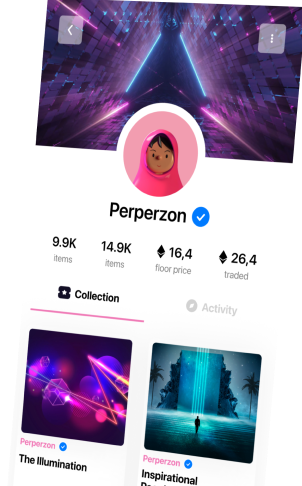 Perperzon
9.9K 14.9K 16,4 26,4
items items floor price traded
Collection Activity
Perperzon Perperzon
The Illumination Inspirational